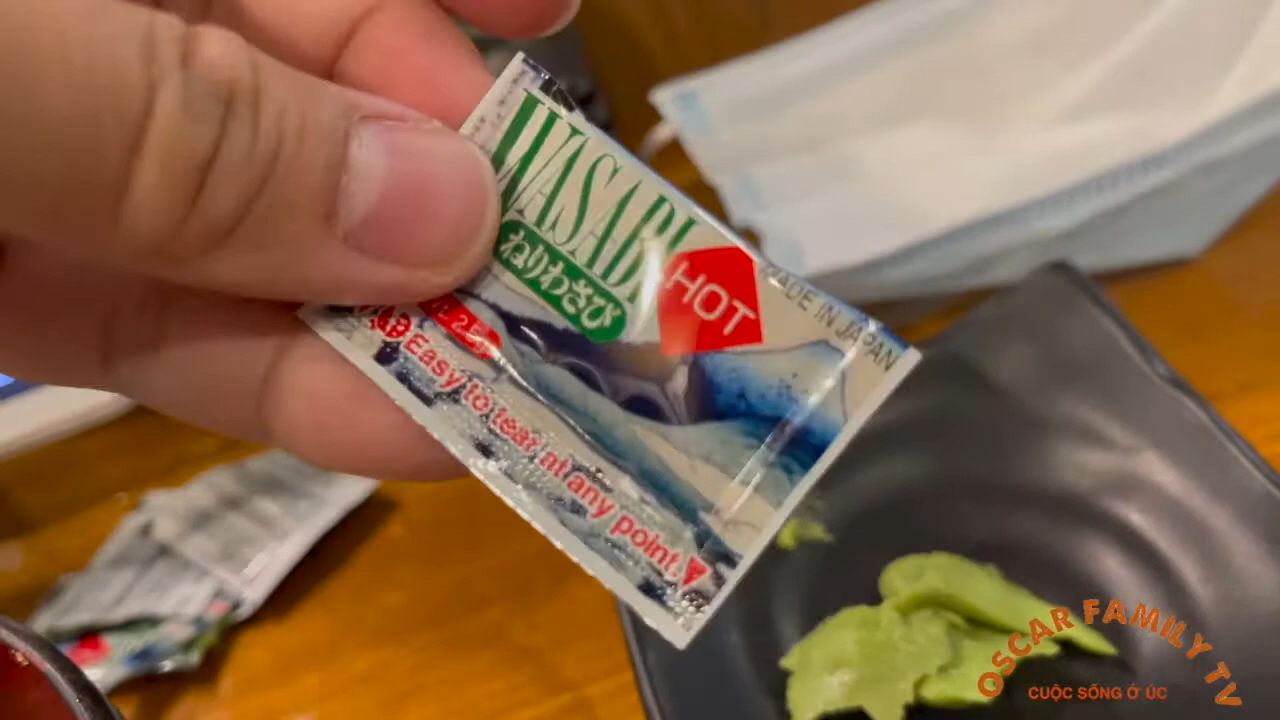 WASABI
ねりわさび
HOT
MADE IN JAPAN
Easy to tear at any point.
OSCAR FAMILY TV
CUỘC SỐNG Ở ÚC